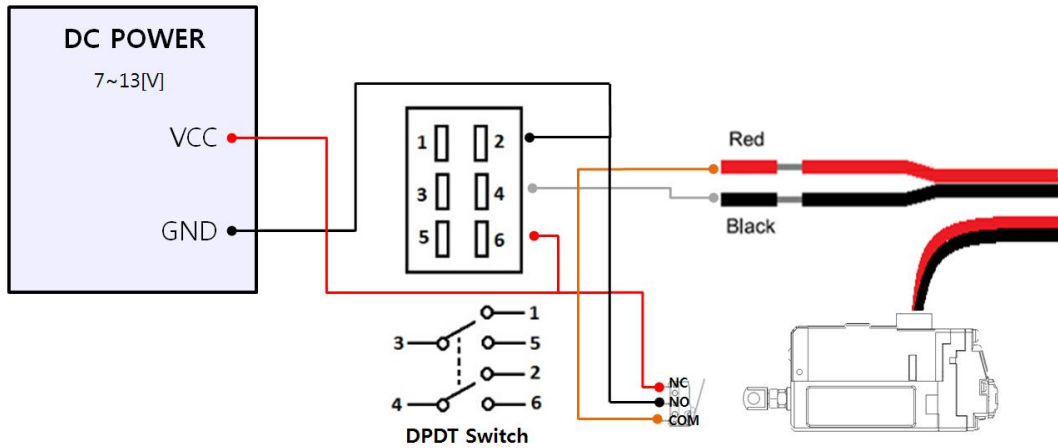 DC POWER
7~13[V]
VCC
GND
1 2
3 4
5 6
Red
Black
1
3 5
2
4 6
DPDT Switch
NC
NO
COM